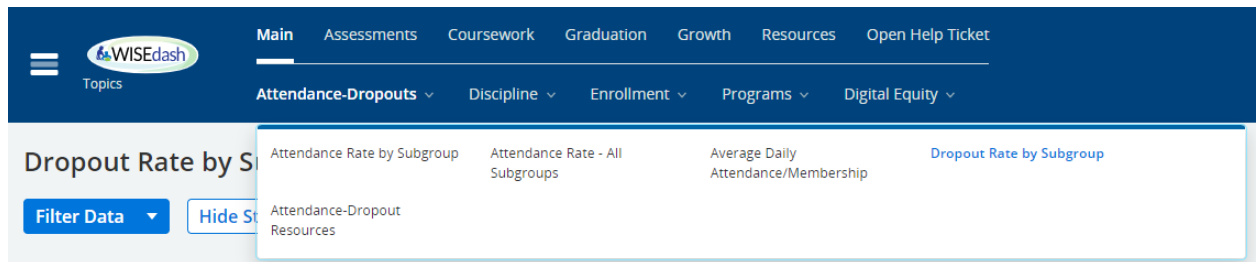 Main Assessments Coursework Graduation Growth Resources Open Help Ticket
WISEdash
Topics
Attendance-Dropouts Discipline Enrollment Programs Digital Equity
Dropout Rate by S
Attendance Rate by Subgroup
Attendance Rate - All
Subgroups
Average Daily
Attendance/Membership
Dropout Rate by Subgroup
Filter Data
Hide St
Attendance-Dropout
Resources